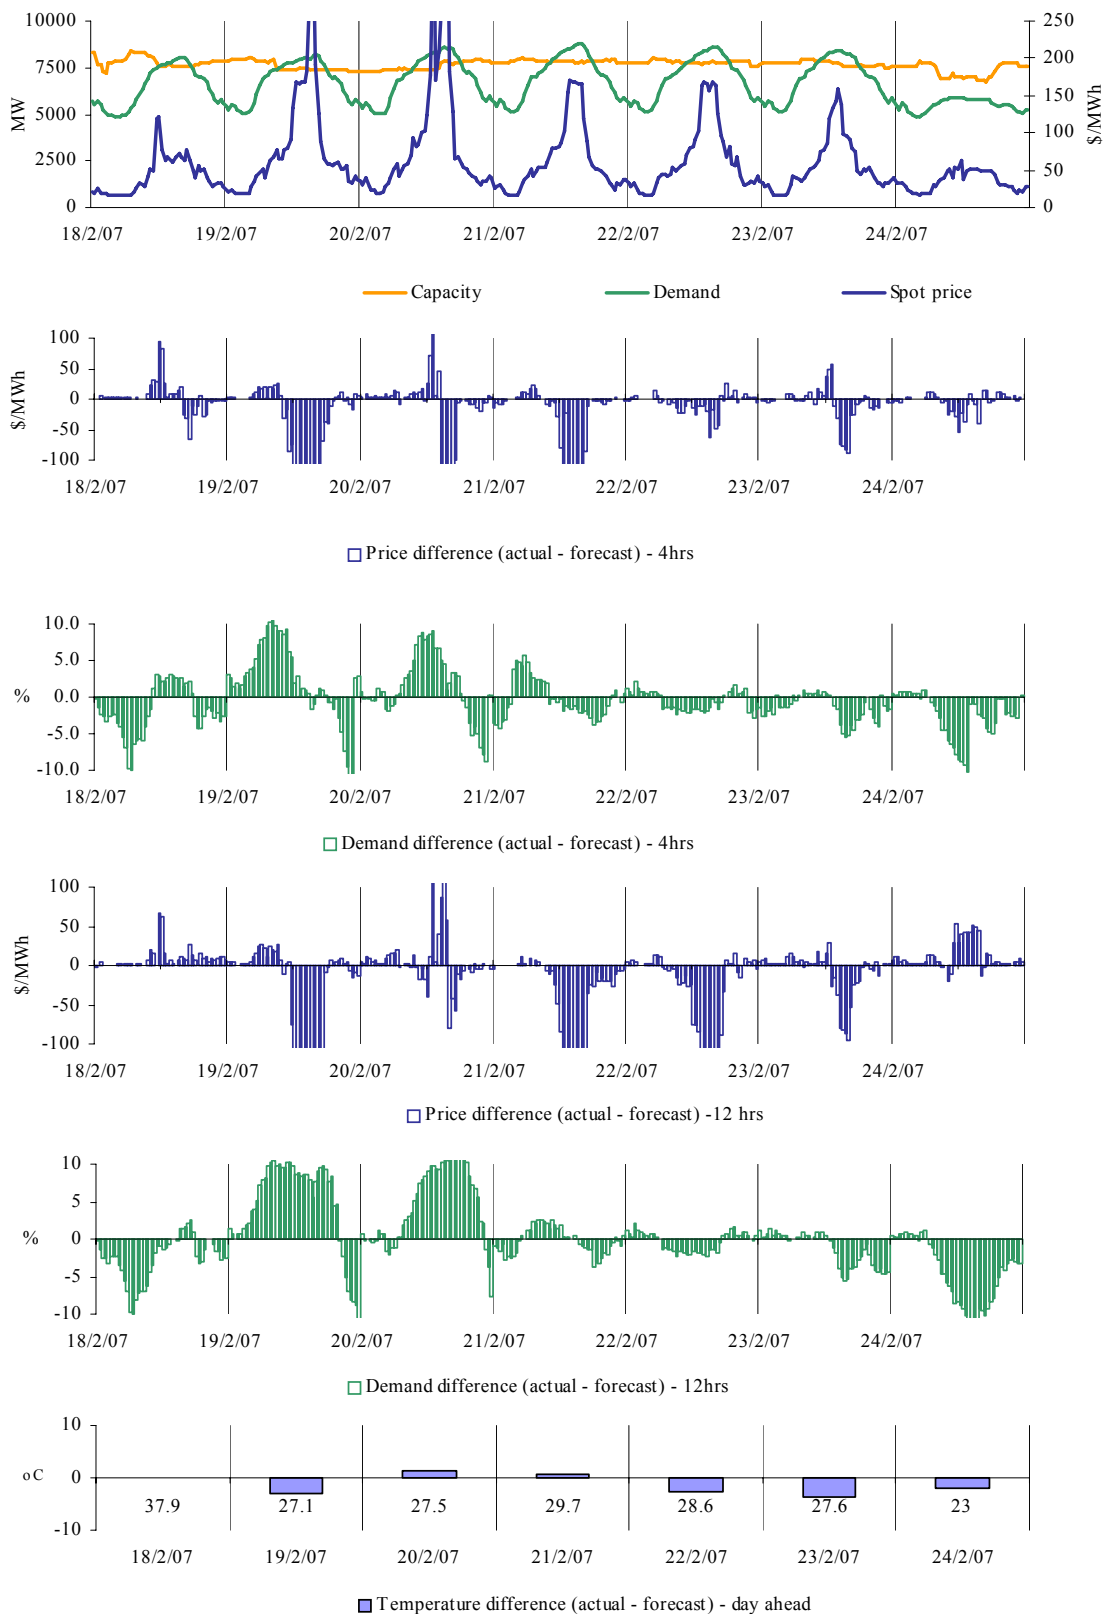 10000
7500
5000
2500
0
MW
250
200
150
100
50
0
$/MWh
18/2/07 19/2/07 20/2/07 21/2/07 22/2/07 23/2/07 24/2/07
Capacity Demand Spot price
100
50
0
-50
-100
$/MWh
18/2/07 19/2/07 20/2/07 21/2/07 22/2/07 23/2/07 24/2/07
Price difference (actual - forecast) - 4hrs
10.0
5.0
0.0
-5.0
-10.0
%
18/2/07 19/2/07 20/2/07 21/2/07 22/2/07 23/2/07 24/2/07
Demand difference (actual - forecast) - 4hrs
100
50
0
-50
-100
$/MWh
18/2/07 19/2/07 20/2/07 21/2/07 22/2/07 23/2/07 24/2/07
Price difference (actual - forecast) -12 hrs
10
5
0
-5
-10
%
18/2/07 19/2/07 20/2/07 21/2/07 22/2/07 23/2/07 24/2/07
Demand difference (actual - forecast) - 12hrs
10
0
-10
oC
37.9 27.1 27.5 29.7 28.6 27.6 23
18/2/07 19/2/07 20/2/07 21/2/07 22/2/07 23/2/07 24/2/07
Temperature difference (actual - forecast) - day ahead